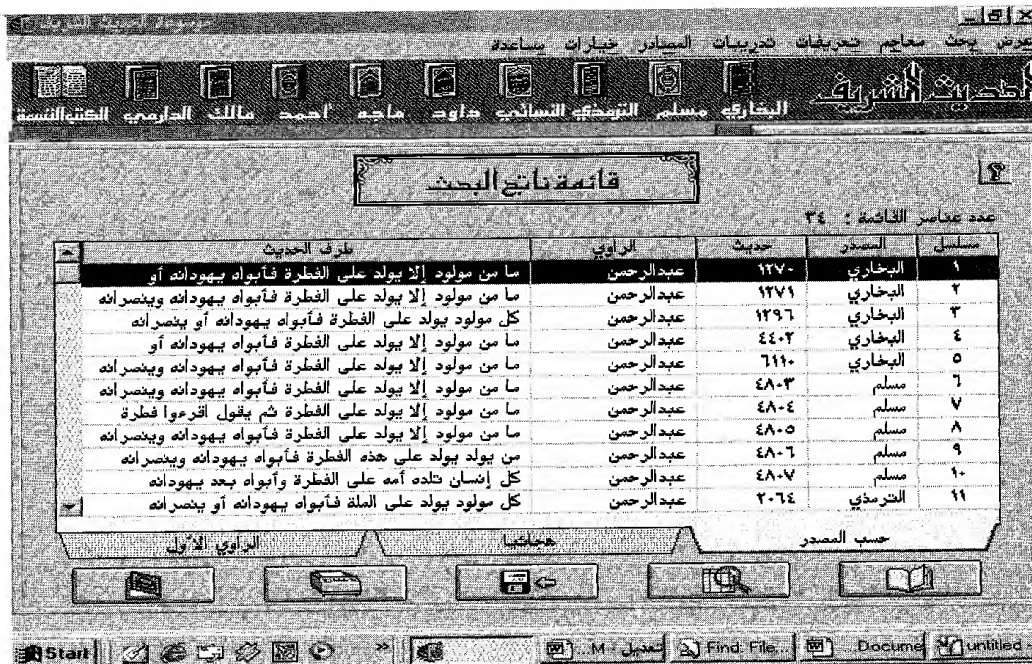 عرض بحث معاجم تعريفات تدريبات المصادر خيارات مساعدة
الحديث الشريف
البخاري مسلم الترمذي النسائي داود ماجه أحمد مالك الدارمي الكتب التسعة
قائمة ناتج البحث
عدد عناصر القائمة : ٣٤
مسلسل المصدر حديث الراوي طرف الحديث
١ البخاري ١٢٧٠ عبدالرحمن ما من مولود إلا يولد على الفطرة فأبواه يهودانه أو
٢ البخاري ١٢٧١ عبدالرحمن ما من مولود إلا يولد على الفطرة فأبواه يهودانه وينصرانه
٣ البخاري ١٢٩٦ عبدالرحمن كل مولود يولد على الفطرة فأبواه يهودانه أو ينصرانه
٤ البخاري ٤٤٠٢ عبدالرحمن ما من مولود إلا يولد على الفطرة فأبواه يهودانه أو
٥ البخاري ٦١١٠ عبدالرحمن ما من مولود إلا يولد على الفطرة فأبواه يهودانه وينصرانه
٦ مسلم ٤٨٠٣ عبدالرحمن ما من مولود إلا يولد على الفطرة فأبواه يهودانه وينصرانه
٧ مسلم ٤٨٠٤ عبدالرحمن ما من مولود إلا يولد على الفطرة ثم يقول اقرءوا فطرة
٨ مسلم ٤٨٠٥ عبدالرحمن ما من مولود إلا يولد على الفطرة فأبواه يهودانه وينصرانه
٩ مسلم ٤٨٠٦ عبدالرحمن من يولد يولد على هذه الفطرة فأبواه يهودانه وينصرانه
١٠ مسلم ٤٨٠٧ عبدالرحمن كل إنسان تلده أمه على الفطرة وأبواه بعد يهودانه
١١ الترمذي ٢٠٦٤ عبدالرحمن كل مولود يولد على الملة فأبواه يهودانه أو ينصرانه
حسب المصدر هجائيا الراوي الأول
Start » M ... تعديل Find. File... Docume untitled